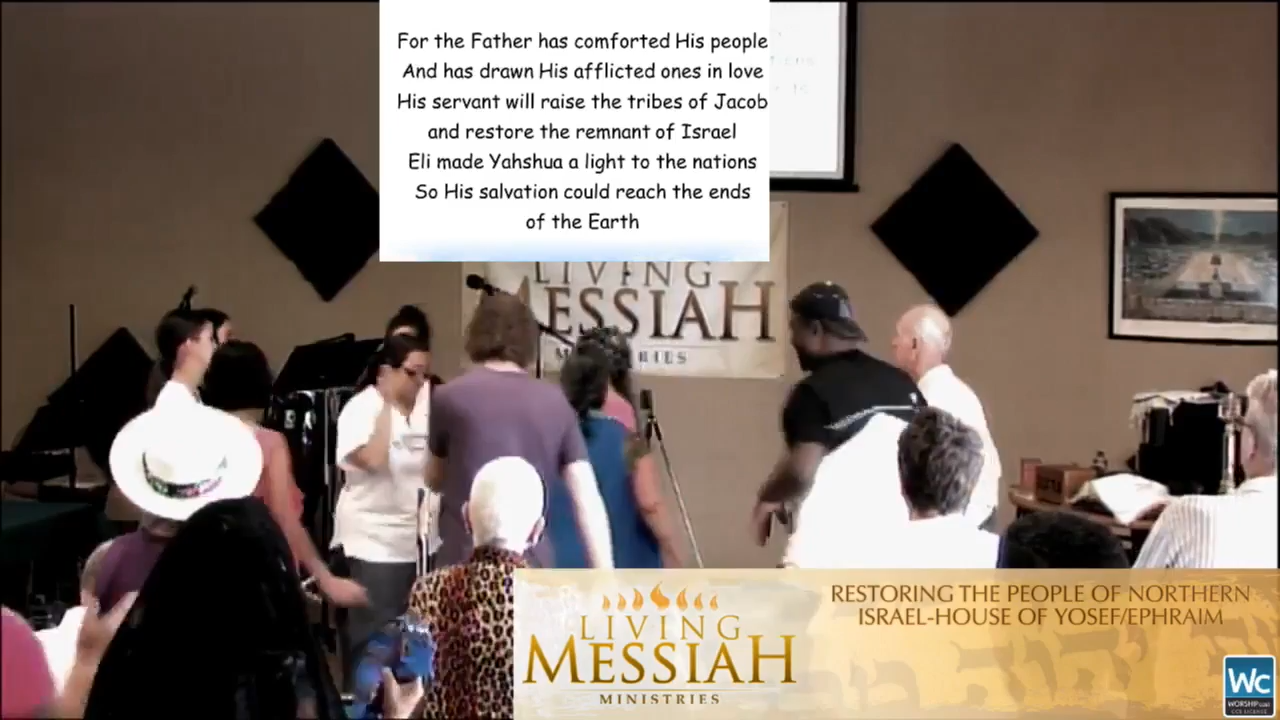 For the Father has comforted His people
And has drawn His afflicted ones in love
His servant will raise the tribes of Jacob
and restore the remnant of Israel
Eli made Yahshua a light to the nations
So His salvation could reach the ends
of the Earth
LIVING
MESSIAH
LIVING
MESSIAH
MINISTRIES
RESTORING THE PEOPLE OF NORTHERN
ISRAEL-HOUSE OF YOSEF/EPHRAIM
Wc